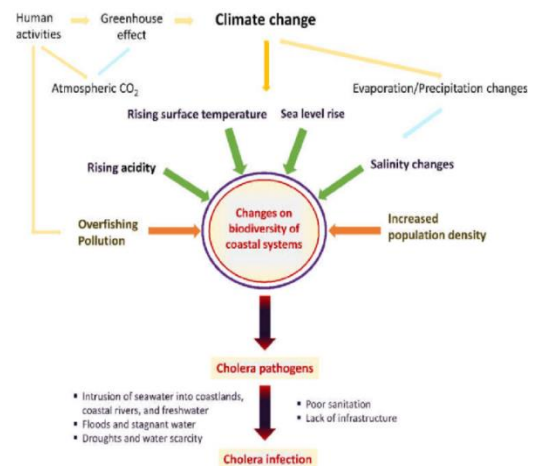 Human
activities
Greenhouse
effect
Climate change
Atmospheric CO2
Evaporation/Precipitation changes
Rising surface temperature
Sea level rise
Rising acidity
Salinity changes
Overfishing
Pollution
Changes on
biodiversity of
coastal systems
Increased
population density
Cholera pathogens
▪ Intrusion of seawater into coastlands,
coastal rivers, and freshwater
▪ Floods and stagnant water
▪ Droughts and water scarcity
▪ Poor sanitation
▪ Lack of infrastructure
Cholera infection